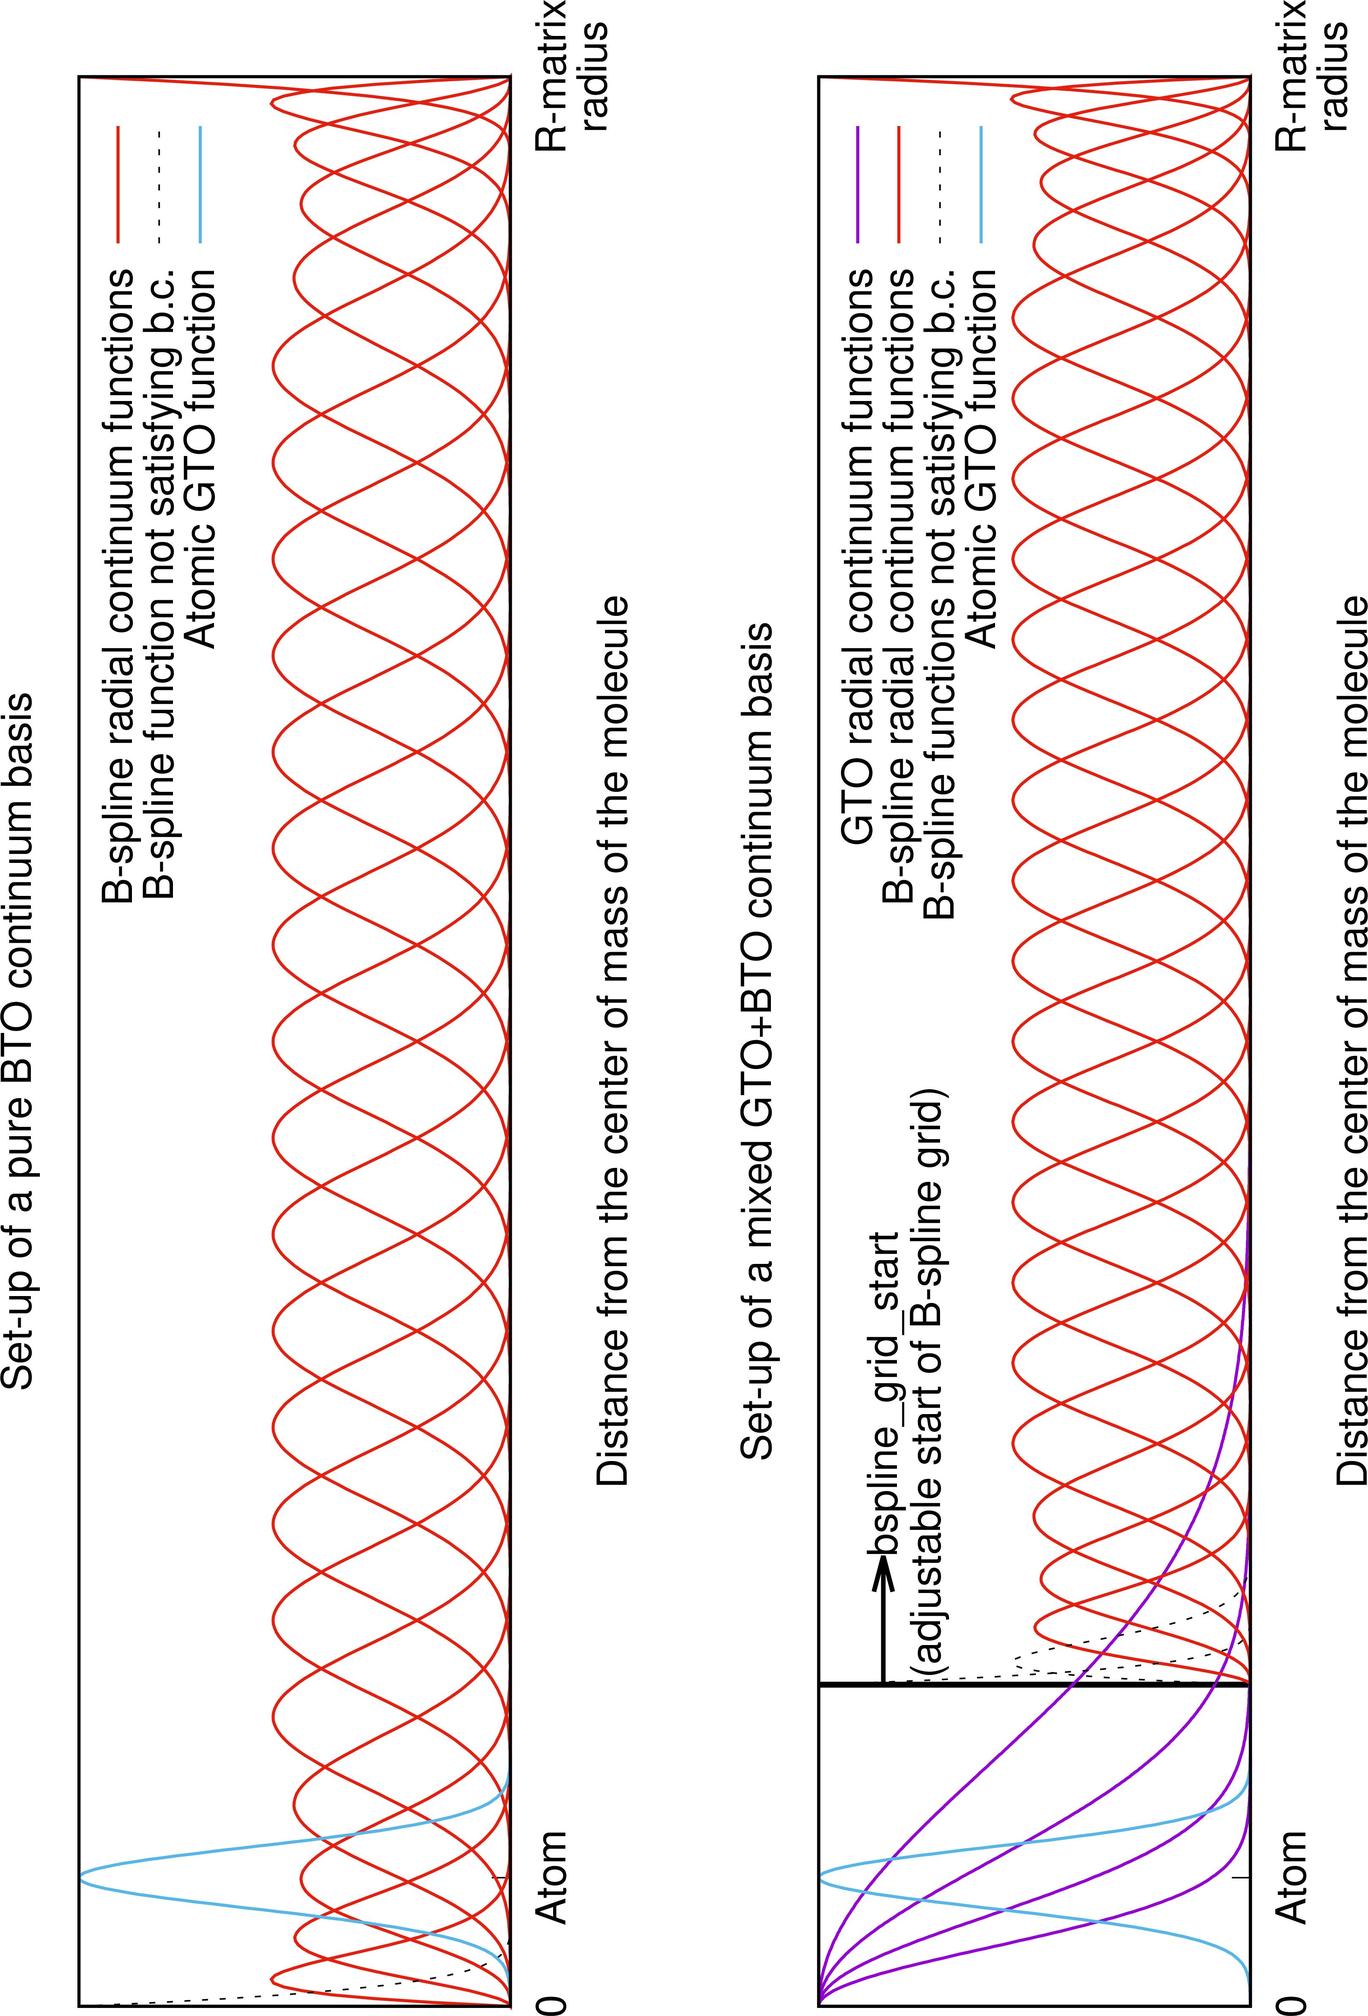 Set-up of a pure BTO continuum basis
B-spline radial continuum functions
B-spline function not satisfying b.c.
Atomic GTO function
0
Atom
R-matrix
radius
Distance from the center of mass of the molecule
Set-up of a mixed GTO+BTO continuum basis
GTO radial continuum functions
B-spline radial continuum functions
B-spline functions not satisfying b.c.
Atomic GTO function
bspline_grid_start
(adjustable start of B-spline grid)
0
Atom
R-matrix
radius
Distance from the center of mass of the molecule